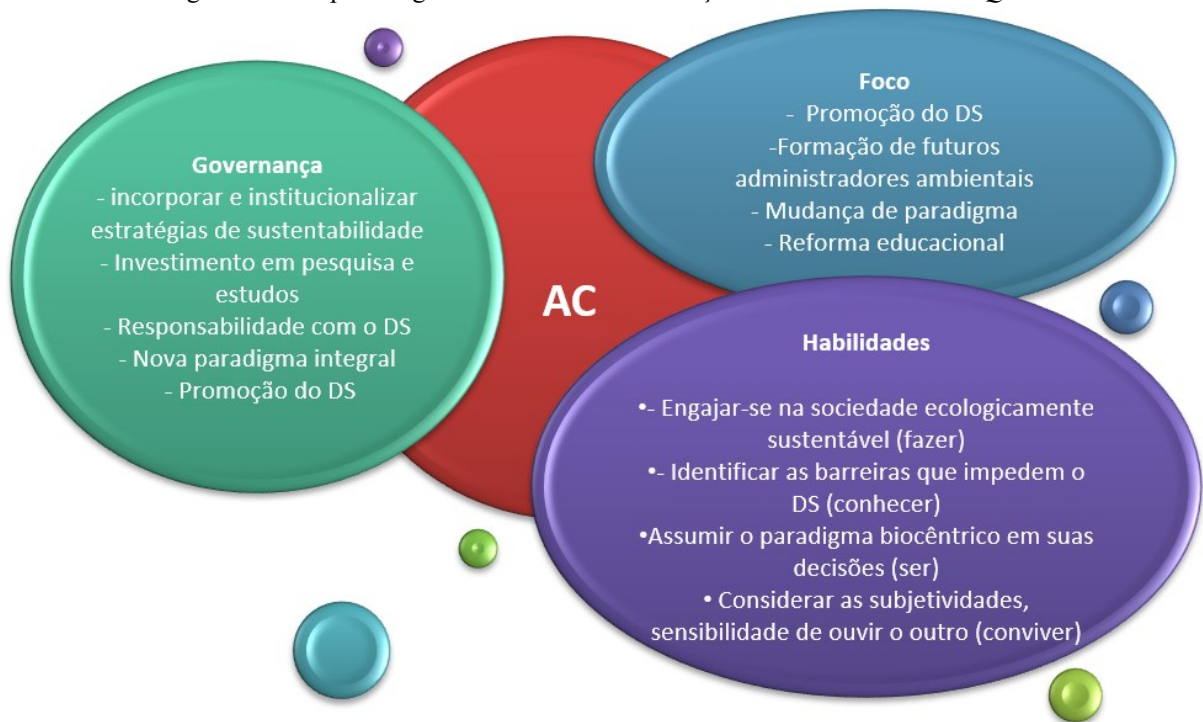 Governança
- incorporar e institucionalizar
estratégias de sustentabilidade
- Investimento em pesquisa e
estudos
- Responsabilidade com o DS
- Nova paradigma integral
- Promoção do DS
AC
Foco
- Promoção do DS
-Formação de futuros
administradores ambientais
- Mudança de paradigma
- Reforma educacional
Habilidades
•- Engajar-se na sociedade ecologicamente
sustentável (fazer)
•- Identificar as barreiras que impedem o
DS (conhecer)
•Assumir o paradigma biocêntrico em suas
decisões (ser)
• Considerar as subjetividades,
sensibilidade de ouvir o outro (conviver)